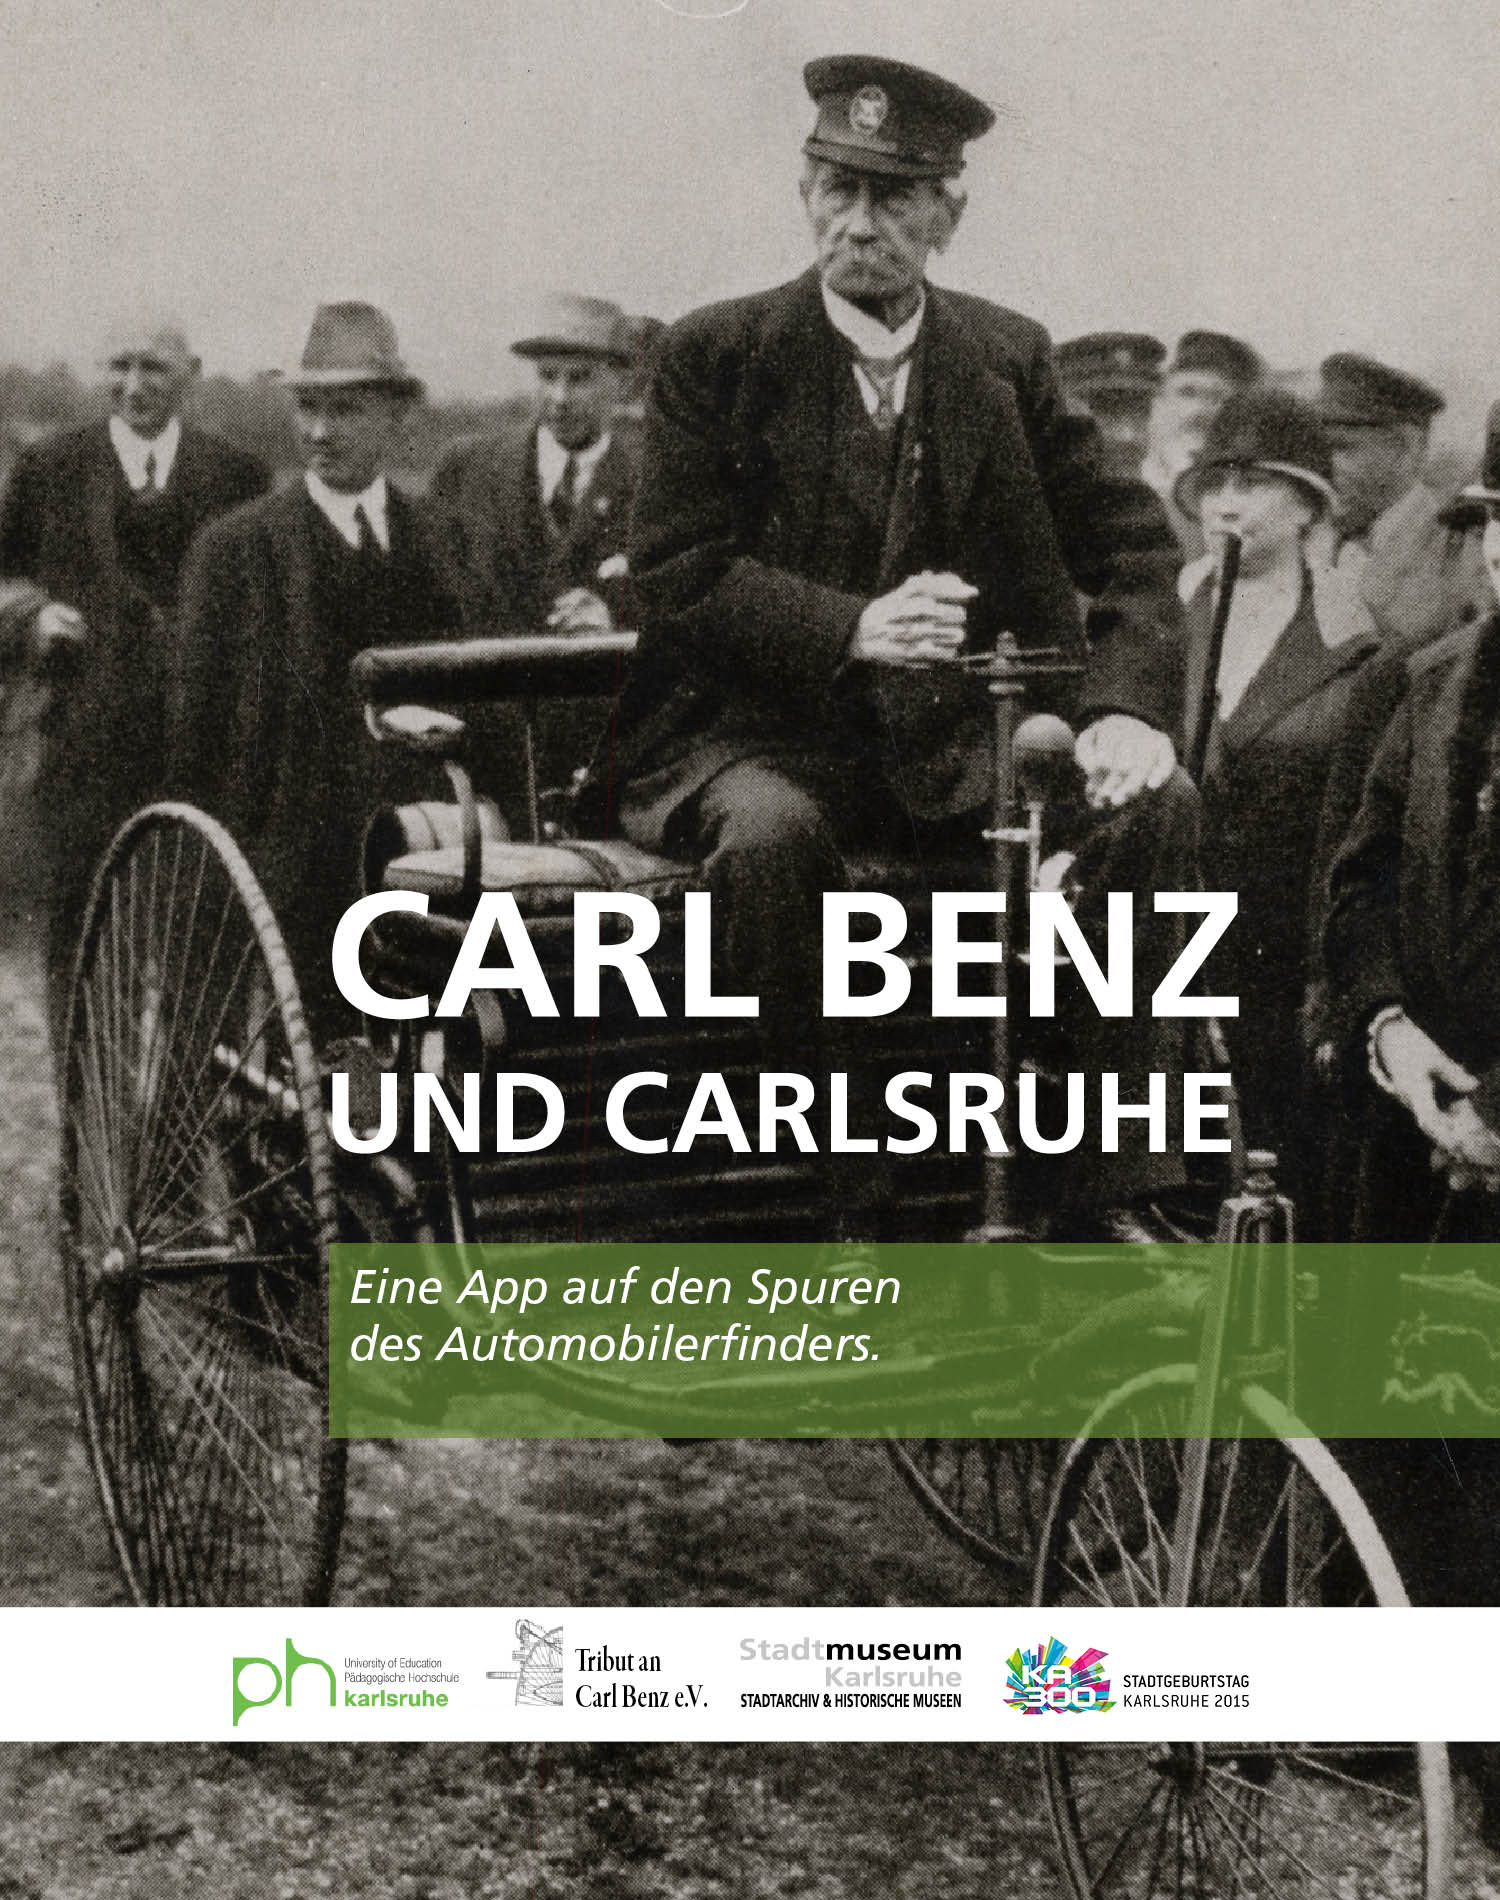 CARL BENZ
UND CARLSRUHE
Eine App auf den Spuren
des Automobilerfinders.
ph
University of Education
Pädagogische Hochschule
karlsruhe
Tribut an
Carl Benz e.V.
Stadtmuseum
Karlsruhe
STADTARCHIV & HISTORISCHE MUSEEN
KA
300
STADTGEBURTSTAG
KARLSRUHE 2015